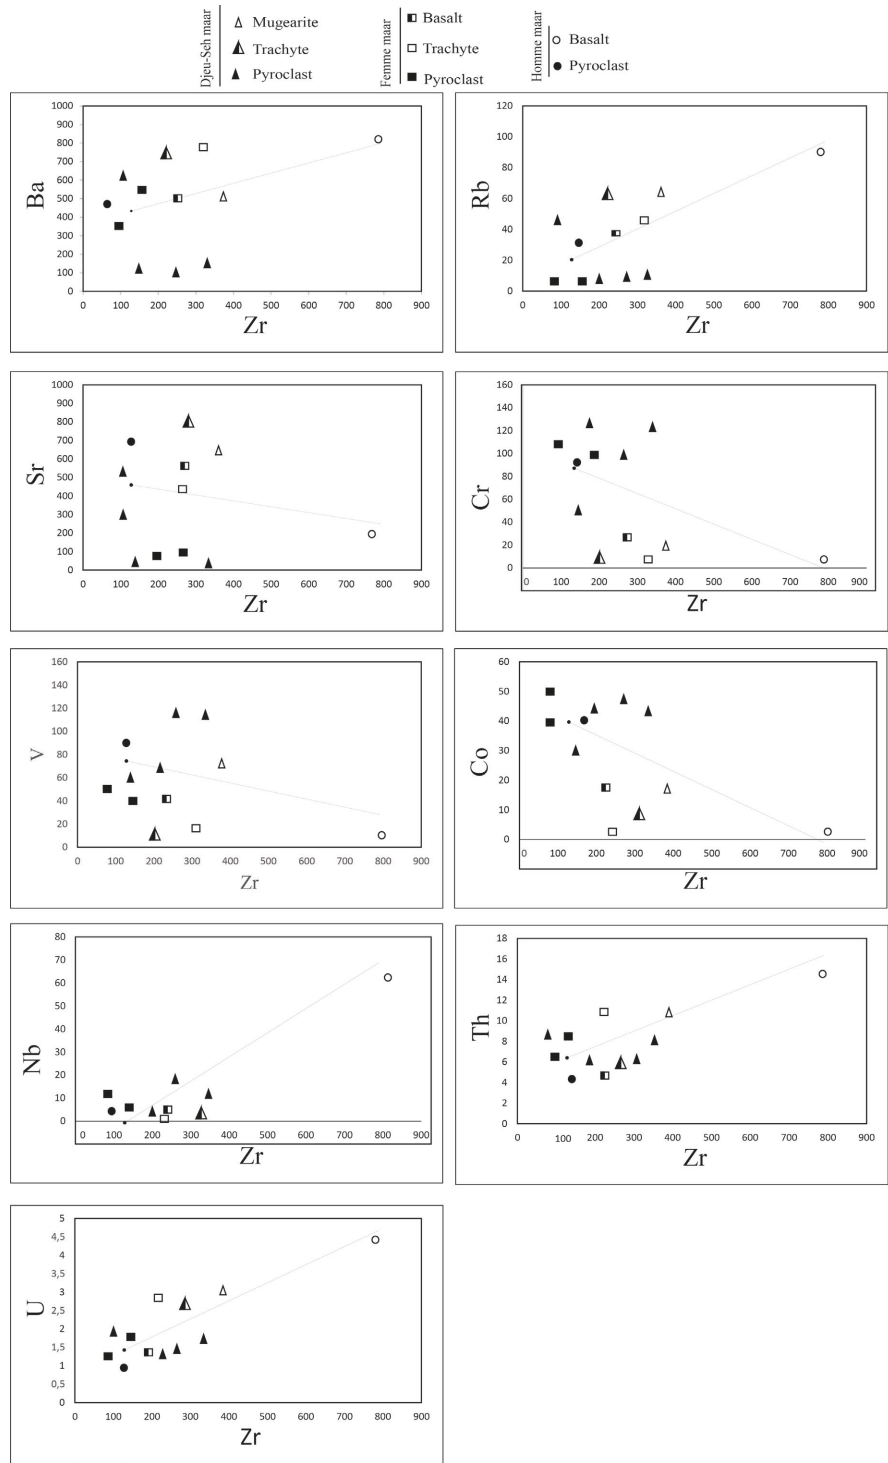 Djeu-Seh maar
Mugearite
Trachyte
Pyroclast
Femme maar
Basalt
Trachyte
Pyroclast
Homme maar
Basalt
Pyroclast
Ba
1000
900
800
700
600
500
400
300
200
100
0
0 100 200 300 400 500 600 700 800 900
Zr
Rb
120
100
80
60
40
20
0
0 100 200 300 400 500 600 700 800 900
Zr
Sr
1000
900
800
700
600
500
400
300
200
100
0
0 100 200 300 400 500 600 700 800 900
Zr
Cr
160
140
120
100
80
60
40
20
0
0 100 200 300 400 500 600 700 800 900
Zr
V
160
140
120
100
80
60
40
20
0
0 100 200 300 400 500 600 700 800 900
Zr
Co
60
50
40
30
20
10
0
0 100 200 300 400 500 600 700 800 900
Zr
Nb
80
70
60
50
40
30
20
10
0
0 100 200 300 400 500 600 700 800 900
Zr
Th
18
16
14
12
10
8
6
4
2
0
0 100 200 300 400 500 600 700 800 900
Zr
U
5
4,5
4
3,5
3
2,5
2
1,5
1
0,5
0
0 100 200 300 400 500 600 700 800 900
Zr